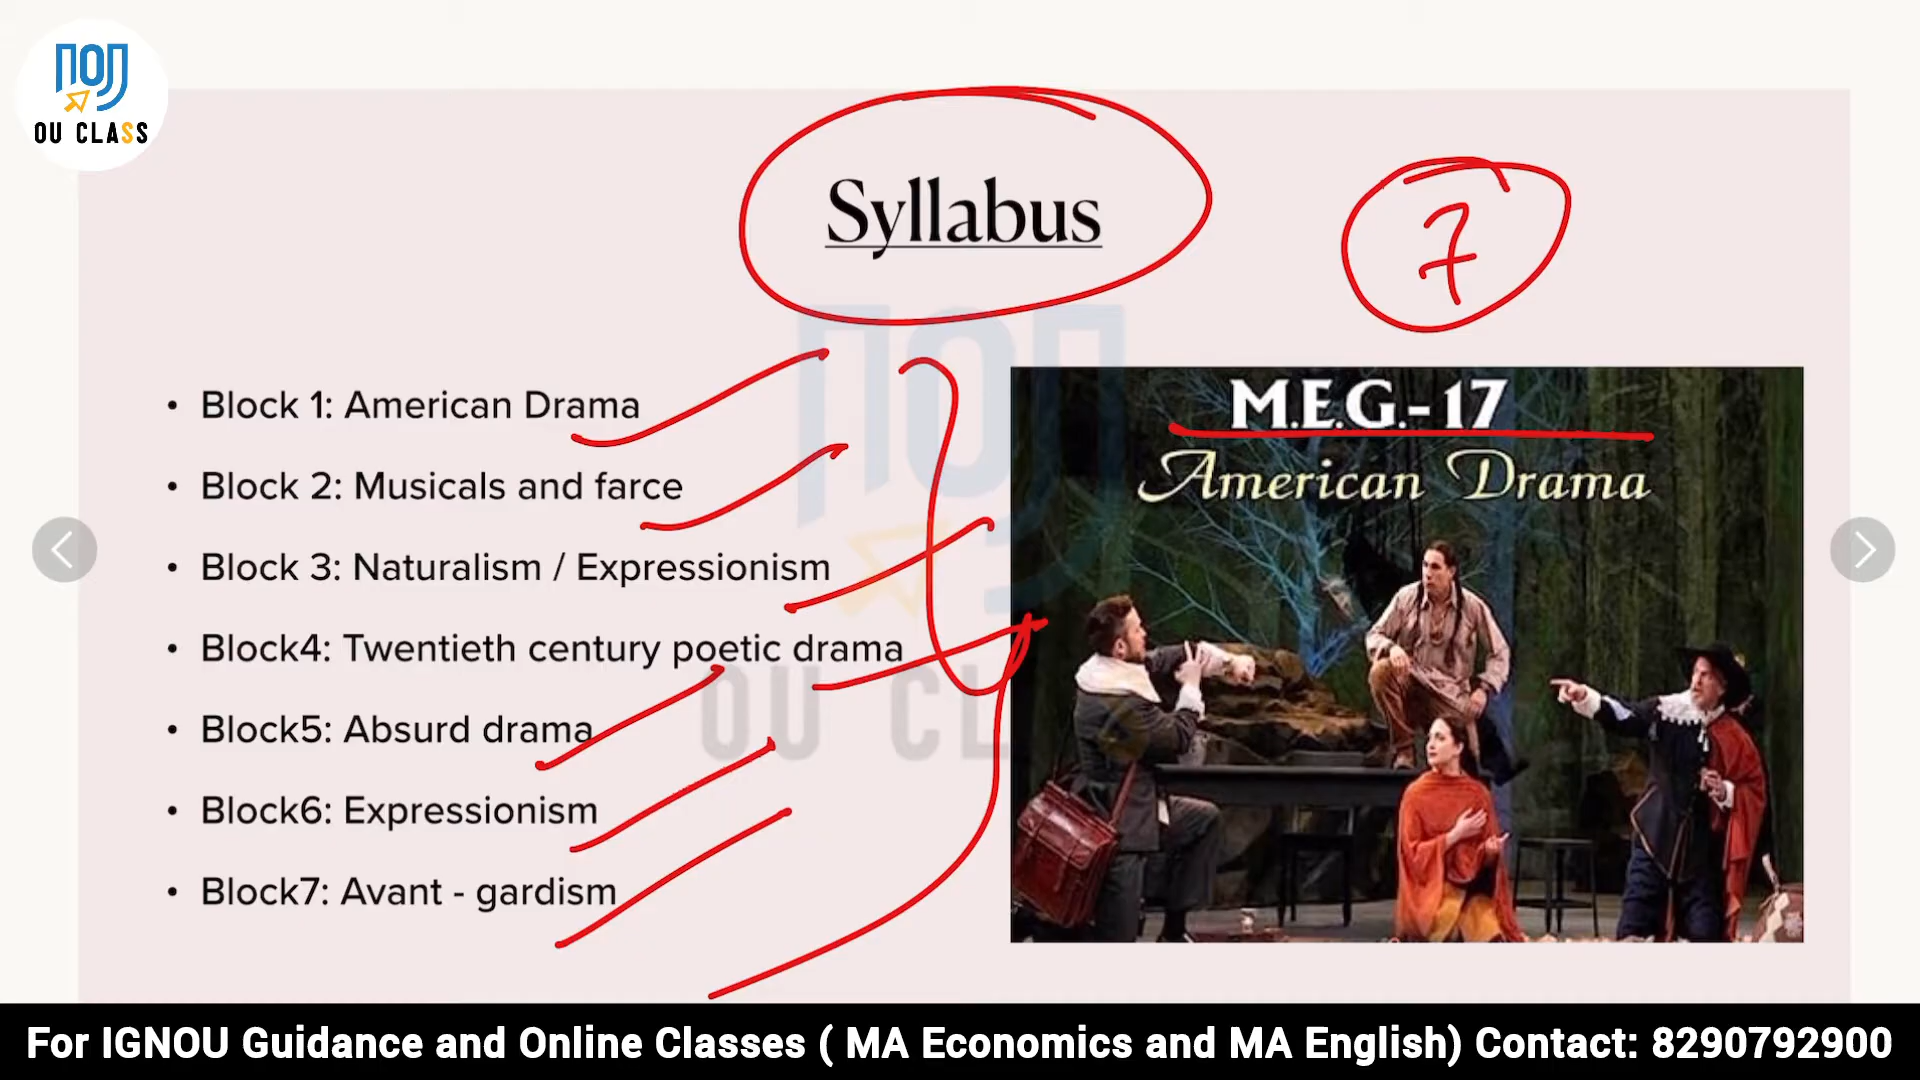 OU CLASS
Syllabus
7
• Block 1: American Drama
• Block 2: Musicals and farce
• Block 3: Naturalism / Expressionism
• Block4: Twentieth century poetic drama
• Block5: Absurd drama
• Block6: Expressionism
• Block7: Avant - gardism
M.E.G.- 17
American Drama
OU CLASS
For IGNOU Guidance and Online Classes ( MA Economics and MA English) Contact: 8290792900